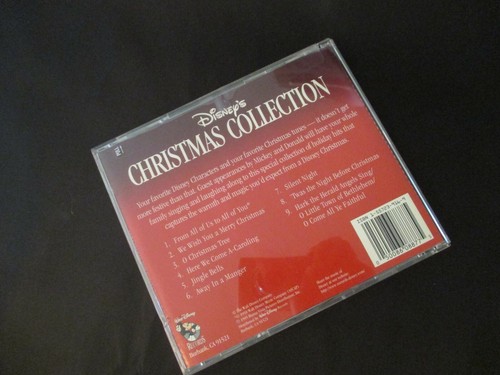 Disney's
CHRISTMAS COLLECTION
Your favorite Disney Characters and your favorite Christmas tunes — it doesn't get
more festive than that. Guest appearances by Mickey and Donald will have your whole
family singing and laughing along to this special collection of holiday hits that
captures the warmth and magic you'd expect from a Disney Christmas.
1. From All of Us to All of You*
2. We Wish You a Merry Christmas
3. O Christmas Tree
4. Here We Come A-Caroling
5. Jingle Bells
6. Away In a Manger
7. Silent Night
8. 'Twas the Night Before Christmas
9. Hark the Herald Angels Sing/
O Little Town of Bethlehem/
O Come All Ye Faithful
ISBN
Walt Disney
RECORDS
Burbank, CA 91521